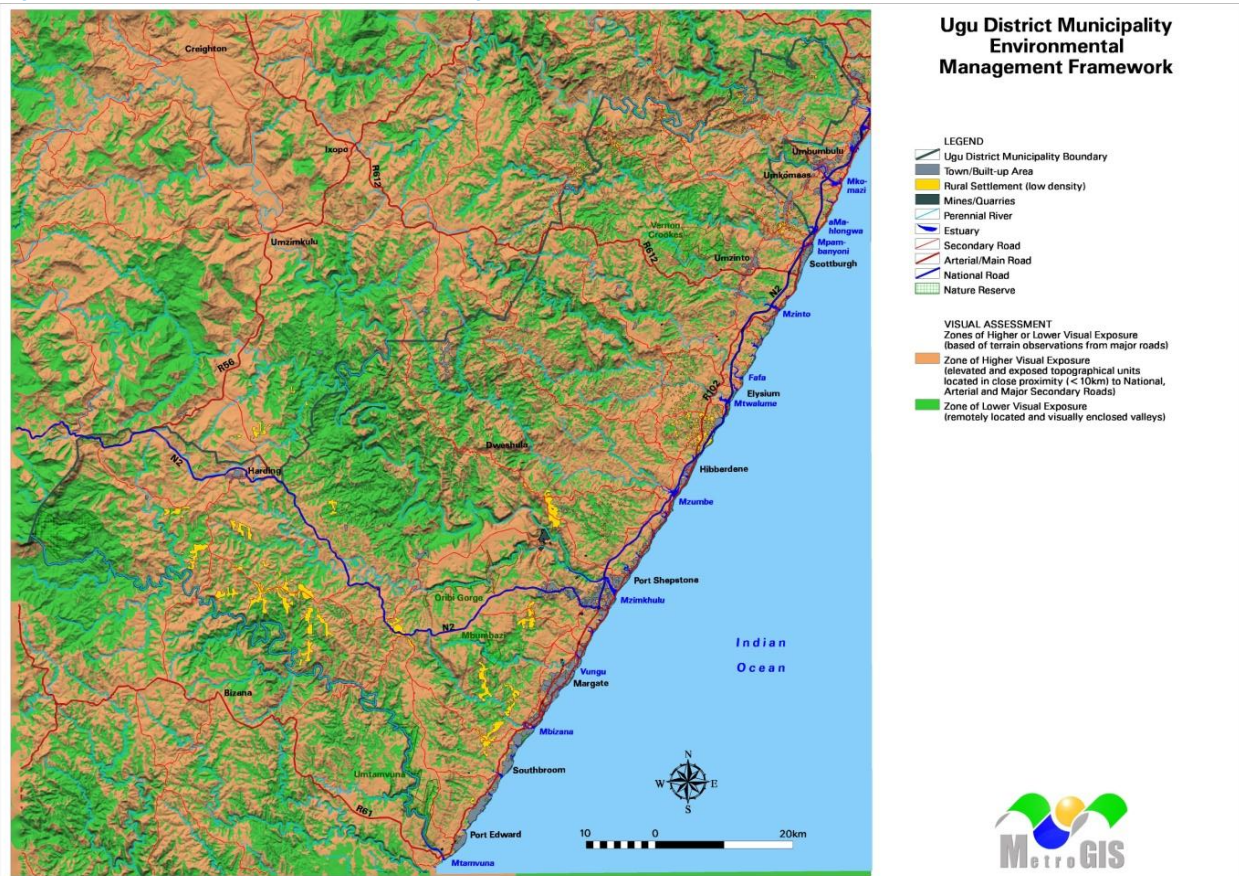 Ugu District Municipality
Environmental
Management Framework
LEGEND
Ugu District Municipality Boundary
Town/Built-up Area
Rural Settlement (low density)
Mines/Quarries
Perennial River
Estuary
Secondary Road
Arterial/Main Road
National Road
Nature Reserve
VISUAL ASSESSMENT
Zones of Higher or Lower Visual Exposure
(based of terrain observations from major roads)
Zone of Higher Visual Exposure
(elevated and exposed topographical units
located in close proximity (< 10km) to National,
Arterial and Major Secondary Roads)
Zone of Lower Visual Exposure
(remotely located and visually enclosed valleys)
Creighton
Ixopo
R612
Umbumbulu
Umkomaas
Mko-
mazi
aMa-
hlongwa
Mpam-
banyoni
Vernon
Crookes
Umzimkulu
R612
Umzinto
Scottburgh
N2
Mzinto
R56
Fafa
R102
Elysium
Mtwalume
Dweshula
N2
Harding
Hibberdene
Mzumbe
Port Shepstone
Oribi Gorge
Mzimkhulu
N2
Mbumbazi
Indian
Ocean
Vungu
Margate
Bizana
Mbizana
Umtamvuna
Southbroom
N
W
E
S
R61
Port Edward
10
0
20km
Mtamvuna
MetroGIS